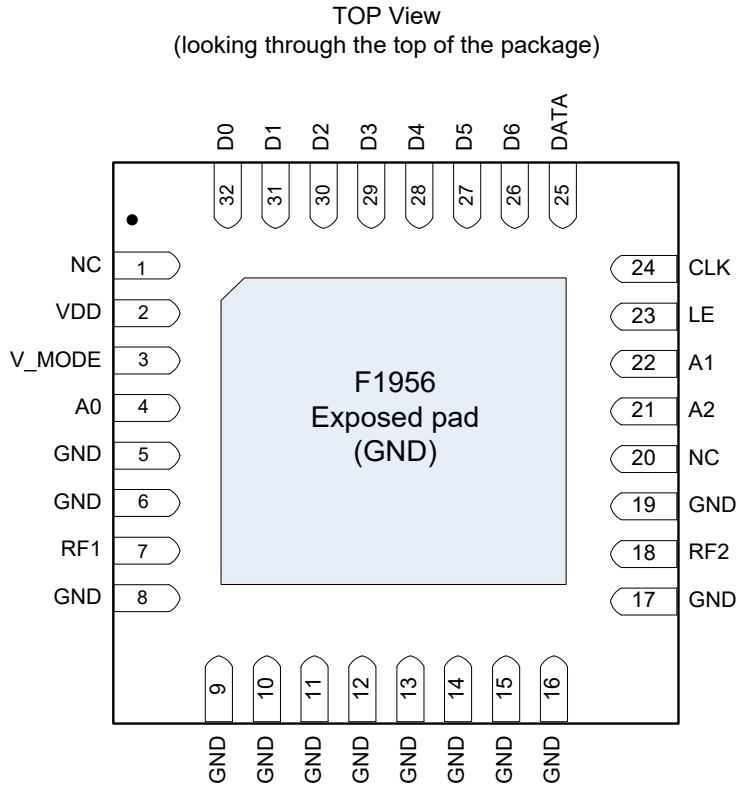 TOP View
(looking through the top of the package)
D0 D1 D2 D3 D4 D5 D6 DATA
32 31 30 29 28 27 26 25
NC 1
VDD 2
V_MODE 3
A0 4
GND 5
GND 6
RF1 7
GND 8
F1956
Exposed pad
(GND)
24 CLK
23 LE
22 A1
21 A2
20 NC
19 GND
18 RF2
17 GND
9 10 11 12 13 14 15 16
GND GND GND GND GND GND GND GND